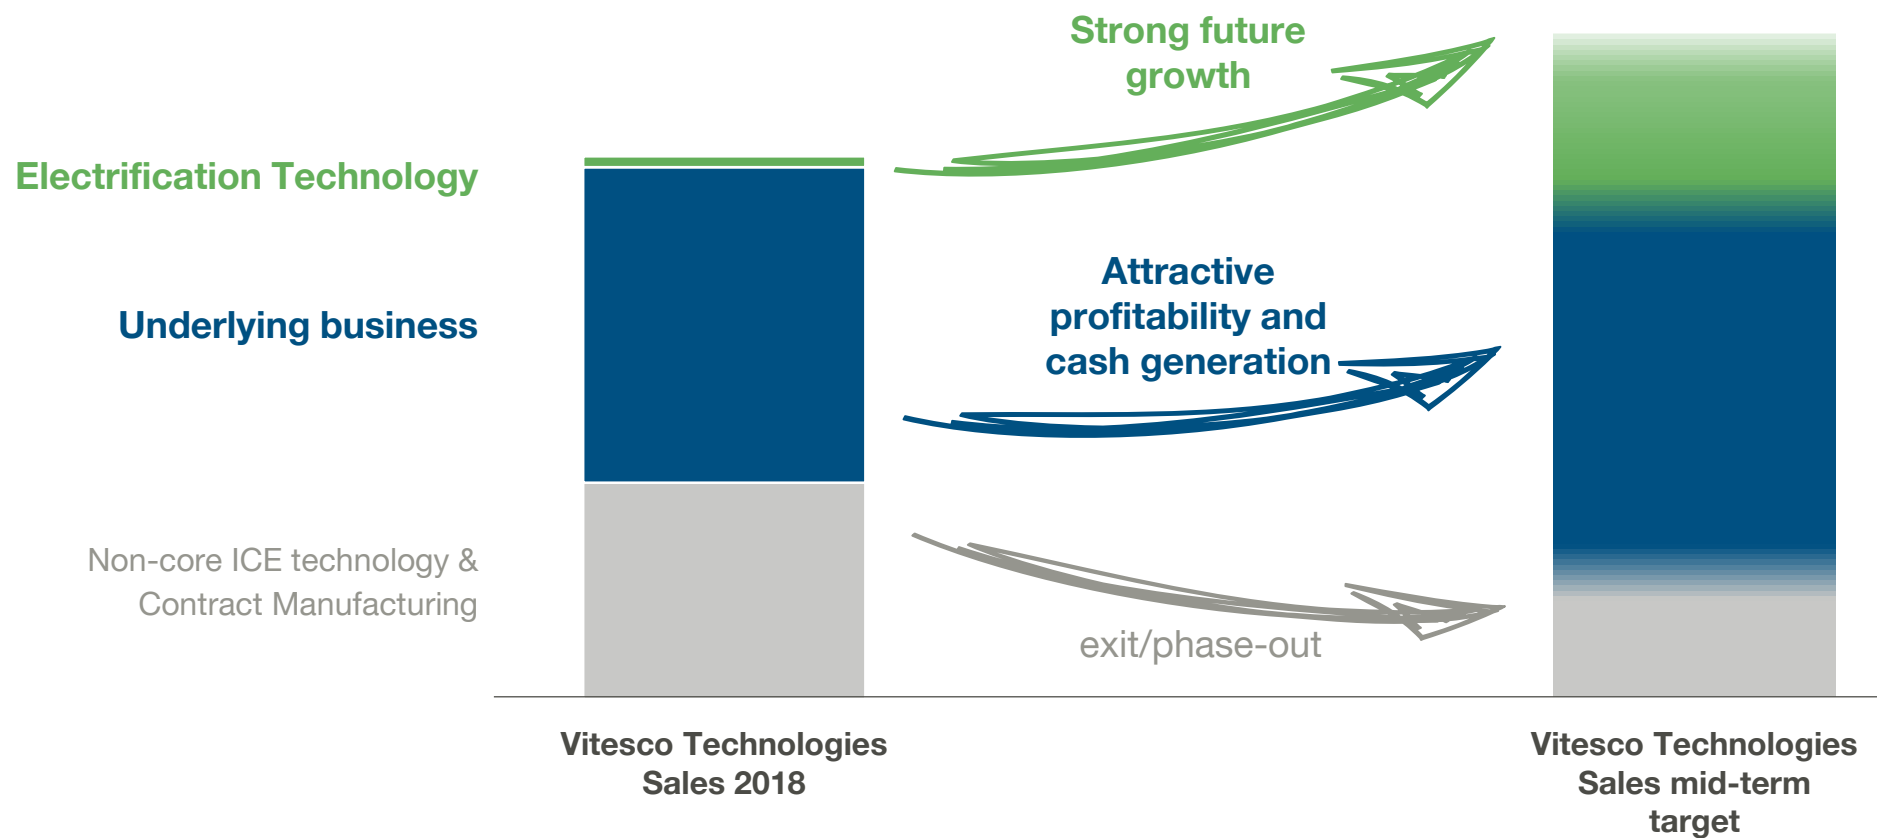 Strong future
growth
Electrification Technology
Underlying business
Attractive
profitability and
cash generation
Non-core ICE technology &
Contract Manufacturing
exit/phase-out
Vitesco Technologies
Sales 2018
Vitesco Technologies
Sales mid-term
target